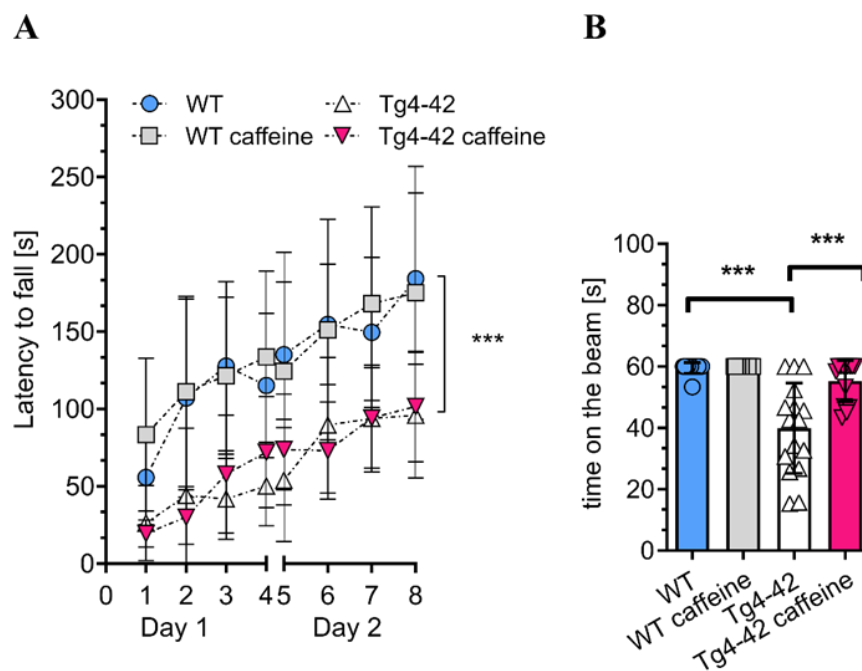 A
B
WT
Tg4-42
WT caffeine
Tg4-42 caffeine
Latency to fall [s]
300
250
200
150
100
50
0
0 1 2 3 4 5 6 7 8
Day 1 Day 2
***
time on the beam [s]
100
80
60
40
20
0
***
***
WT
WT caffeine
Tg4-42
Tg4-42 caffeine